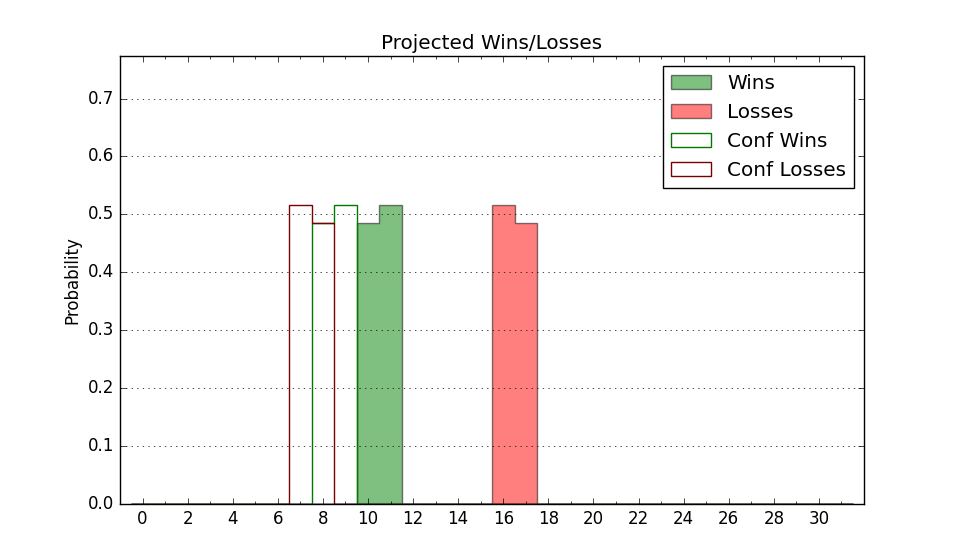 Projected Wins/Losses
Wins
Losses
Conf Wins
Conf Losses
Probability
0.7
0.6
0.5
0.4
0.3
0.2
0.1
0.0
0 2 4 6 8 10 12 14 16 18 20 22 24 26 28 30